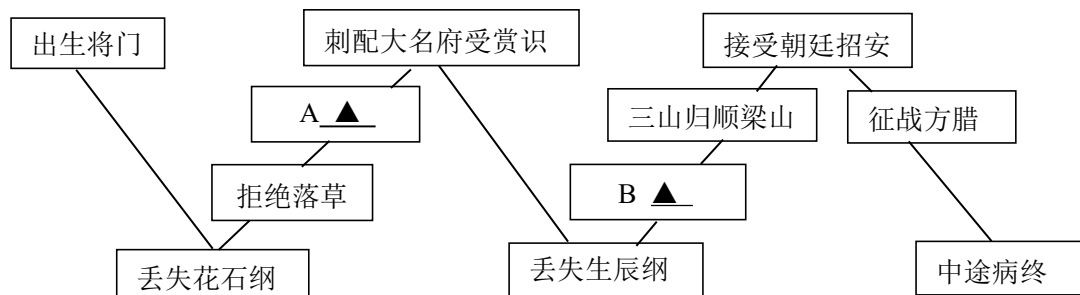 出生将门
刺配大名府受赏识
接受朝廷招安
A ▲
三山归顺梁山
征战方腊
拒绝落草
B ▲
丢失花石纲
丢失生辰纲
中途病终